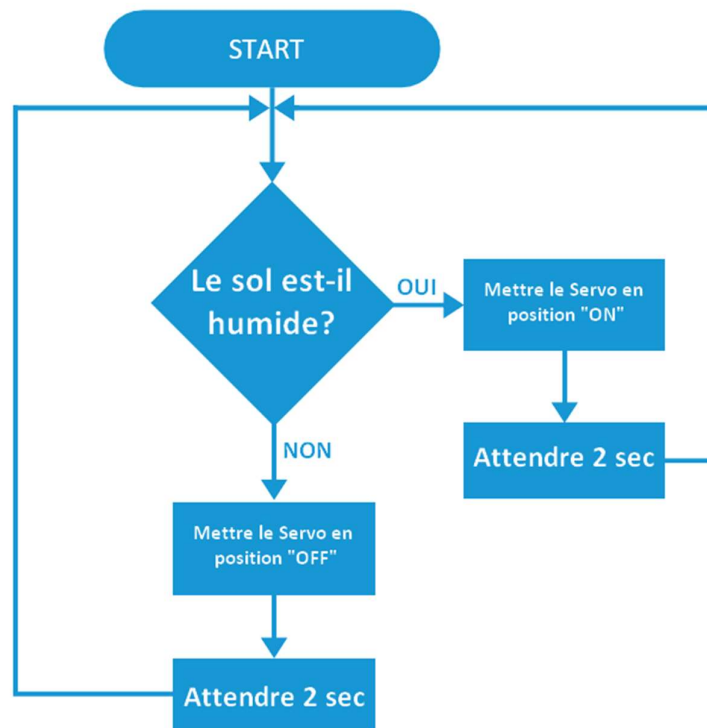 START
Le sol est-il
humide?
OUI
Mettre le Servo en
position "ON"
Attendre 2 sec
NON
Mettre le Servo en
position "OFF"
Attendre 2 sec